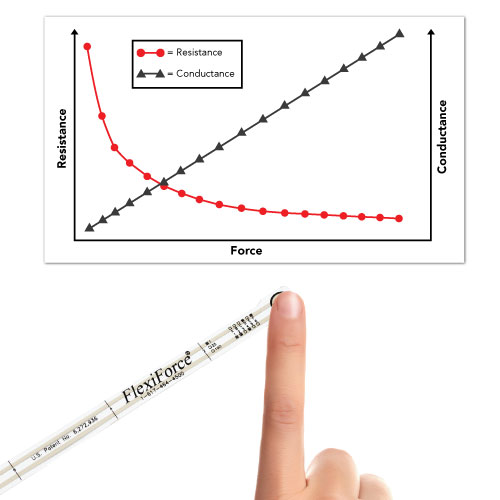 = Resistance
= Conductance
Resistance
Conductance
Force
FlexiForce®
U.S. Patent No. 6,272,936